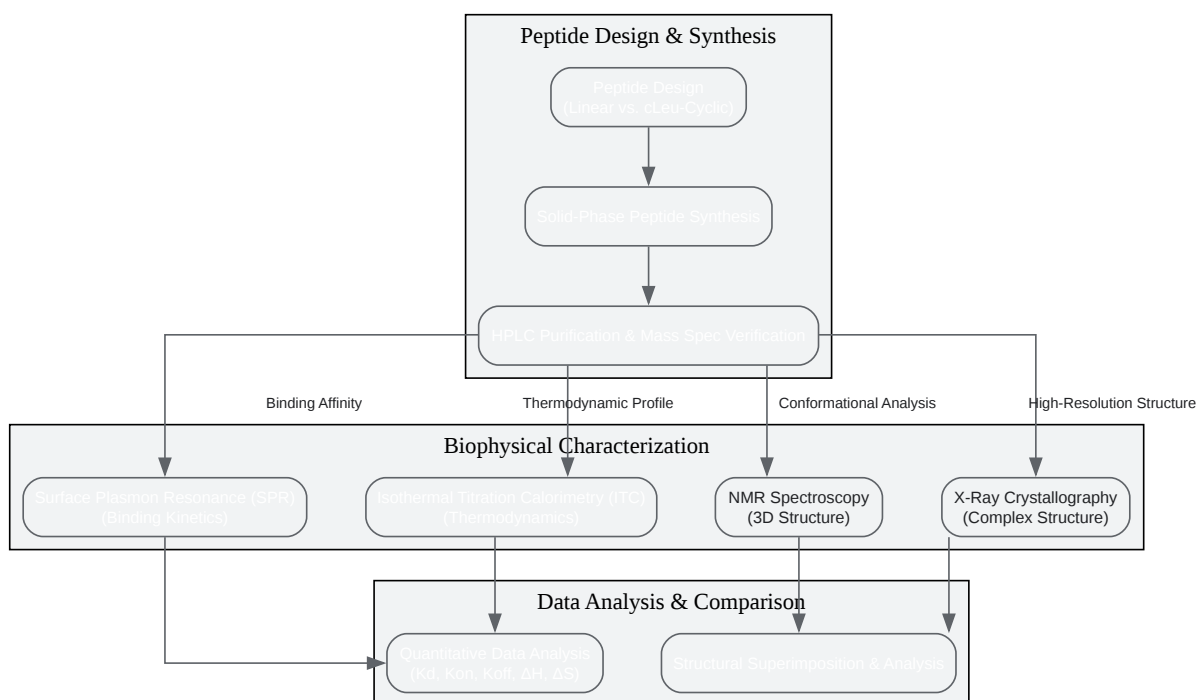 Peptide Design & Synthesis
Peptide Design
(Linear vs. cLeu-Cyclic)
Solid-Phase Peptide Synthesis
HPLC Purification & Mass Spec Verification
Binding Affinity
Thermodynamic Profile
Conformational Analysis
High-Resolution Structure
Biophysical Characterization
Surface Plasmon Resonance (SPR)
(Binding Kinetics)
Isothermal Titration Calorimetry (ITC)
(Thermodynamics)
NMR Spectroscopy
(3D Structure)
X-Ray Crystallography
(Complex Structure)
Data Analysis & Comparison
Quantitative Data Analysis
(Kd, Kon, Koff, ΔH, ΔS)
Structural Superimposition & Analysis